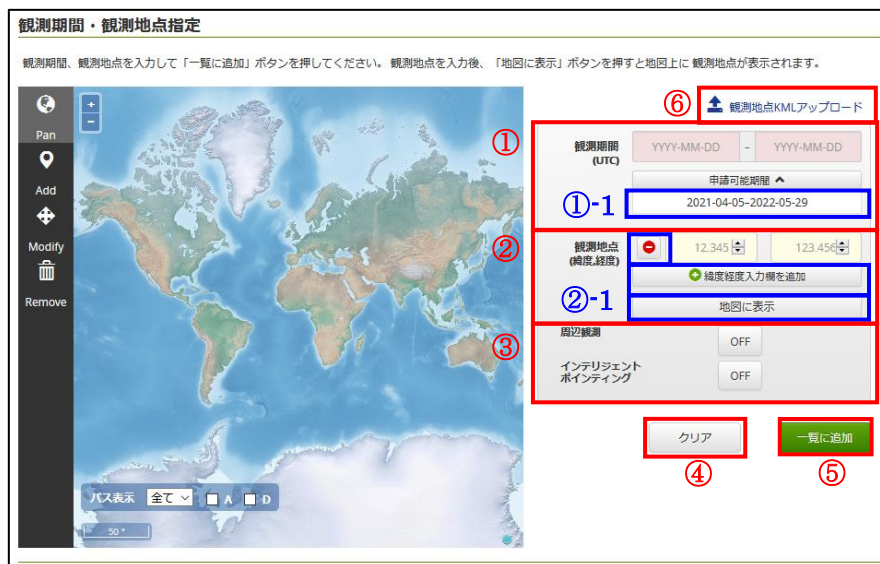 観測期間・観測地点指定
観測期間、観測地点を入力して「一覧に追加」ボタンを押してください。 観測地点を入力後、「地図に表示」ボタンを押すと地図上に 観測地点が表示されます。
Pan
Add
Modify
Remove
+
-
パス表示 全て A D
50 °
⑥ 観測地点KMLアップロード
①
観測期間 YYYY-MM-DD - YYYY-MM-DD
(UTC)
申請可能期間
①-1 2021-04-05–2022-05-29
②
観測地点 12.345 123.456
(緯度,経度)
緯度経度入力欄を追加
②-1 地図に表示
③
周辺観測 OFF
インテリジェント
ポインティング OFF
クリア 一覧に追加
④ ⑤